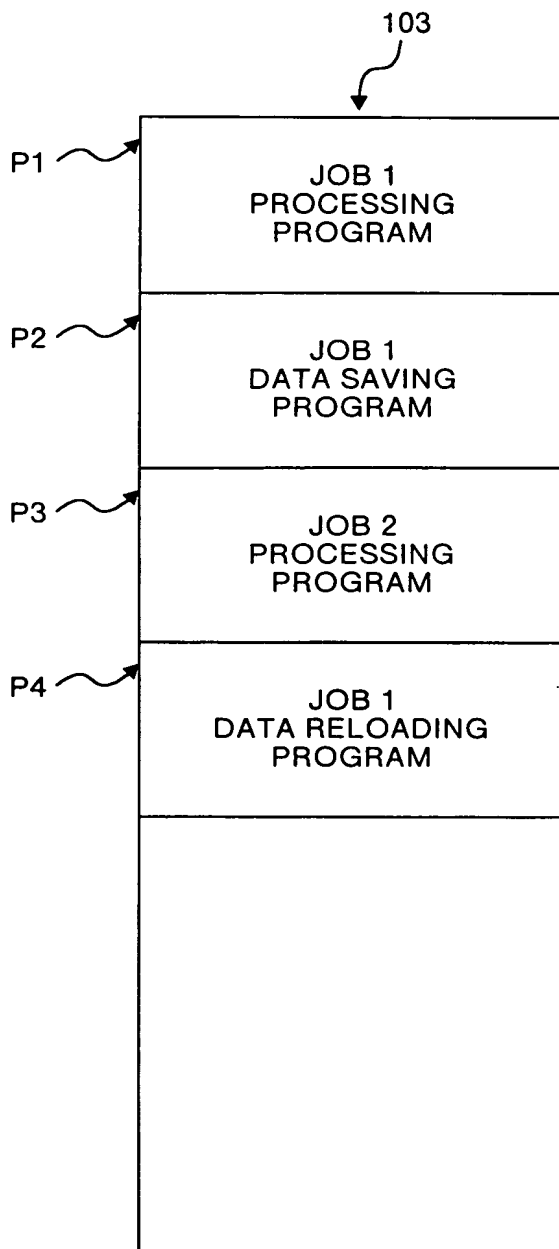 103
P1
JOB 1
PROCESSING
PROGRAM
P2
JOB 1
DATA SAVING
PROGRAM
P3
JOB 2
PROCESSING
PROGRAM
P4
JOB 1
DATA RELOADING
PROGRAM